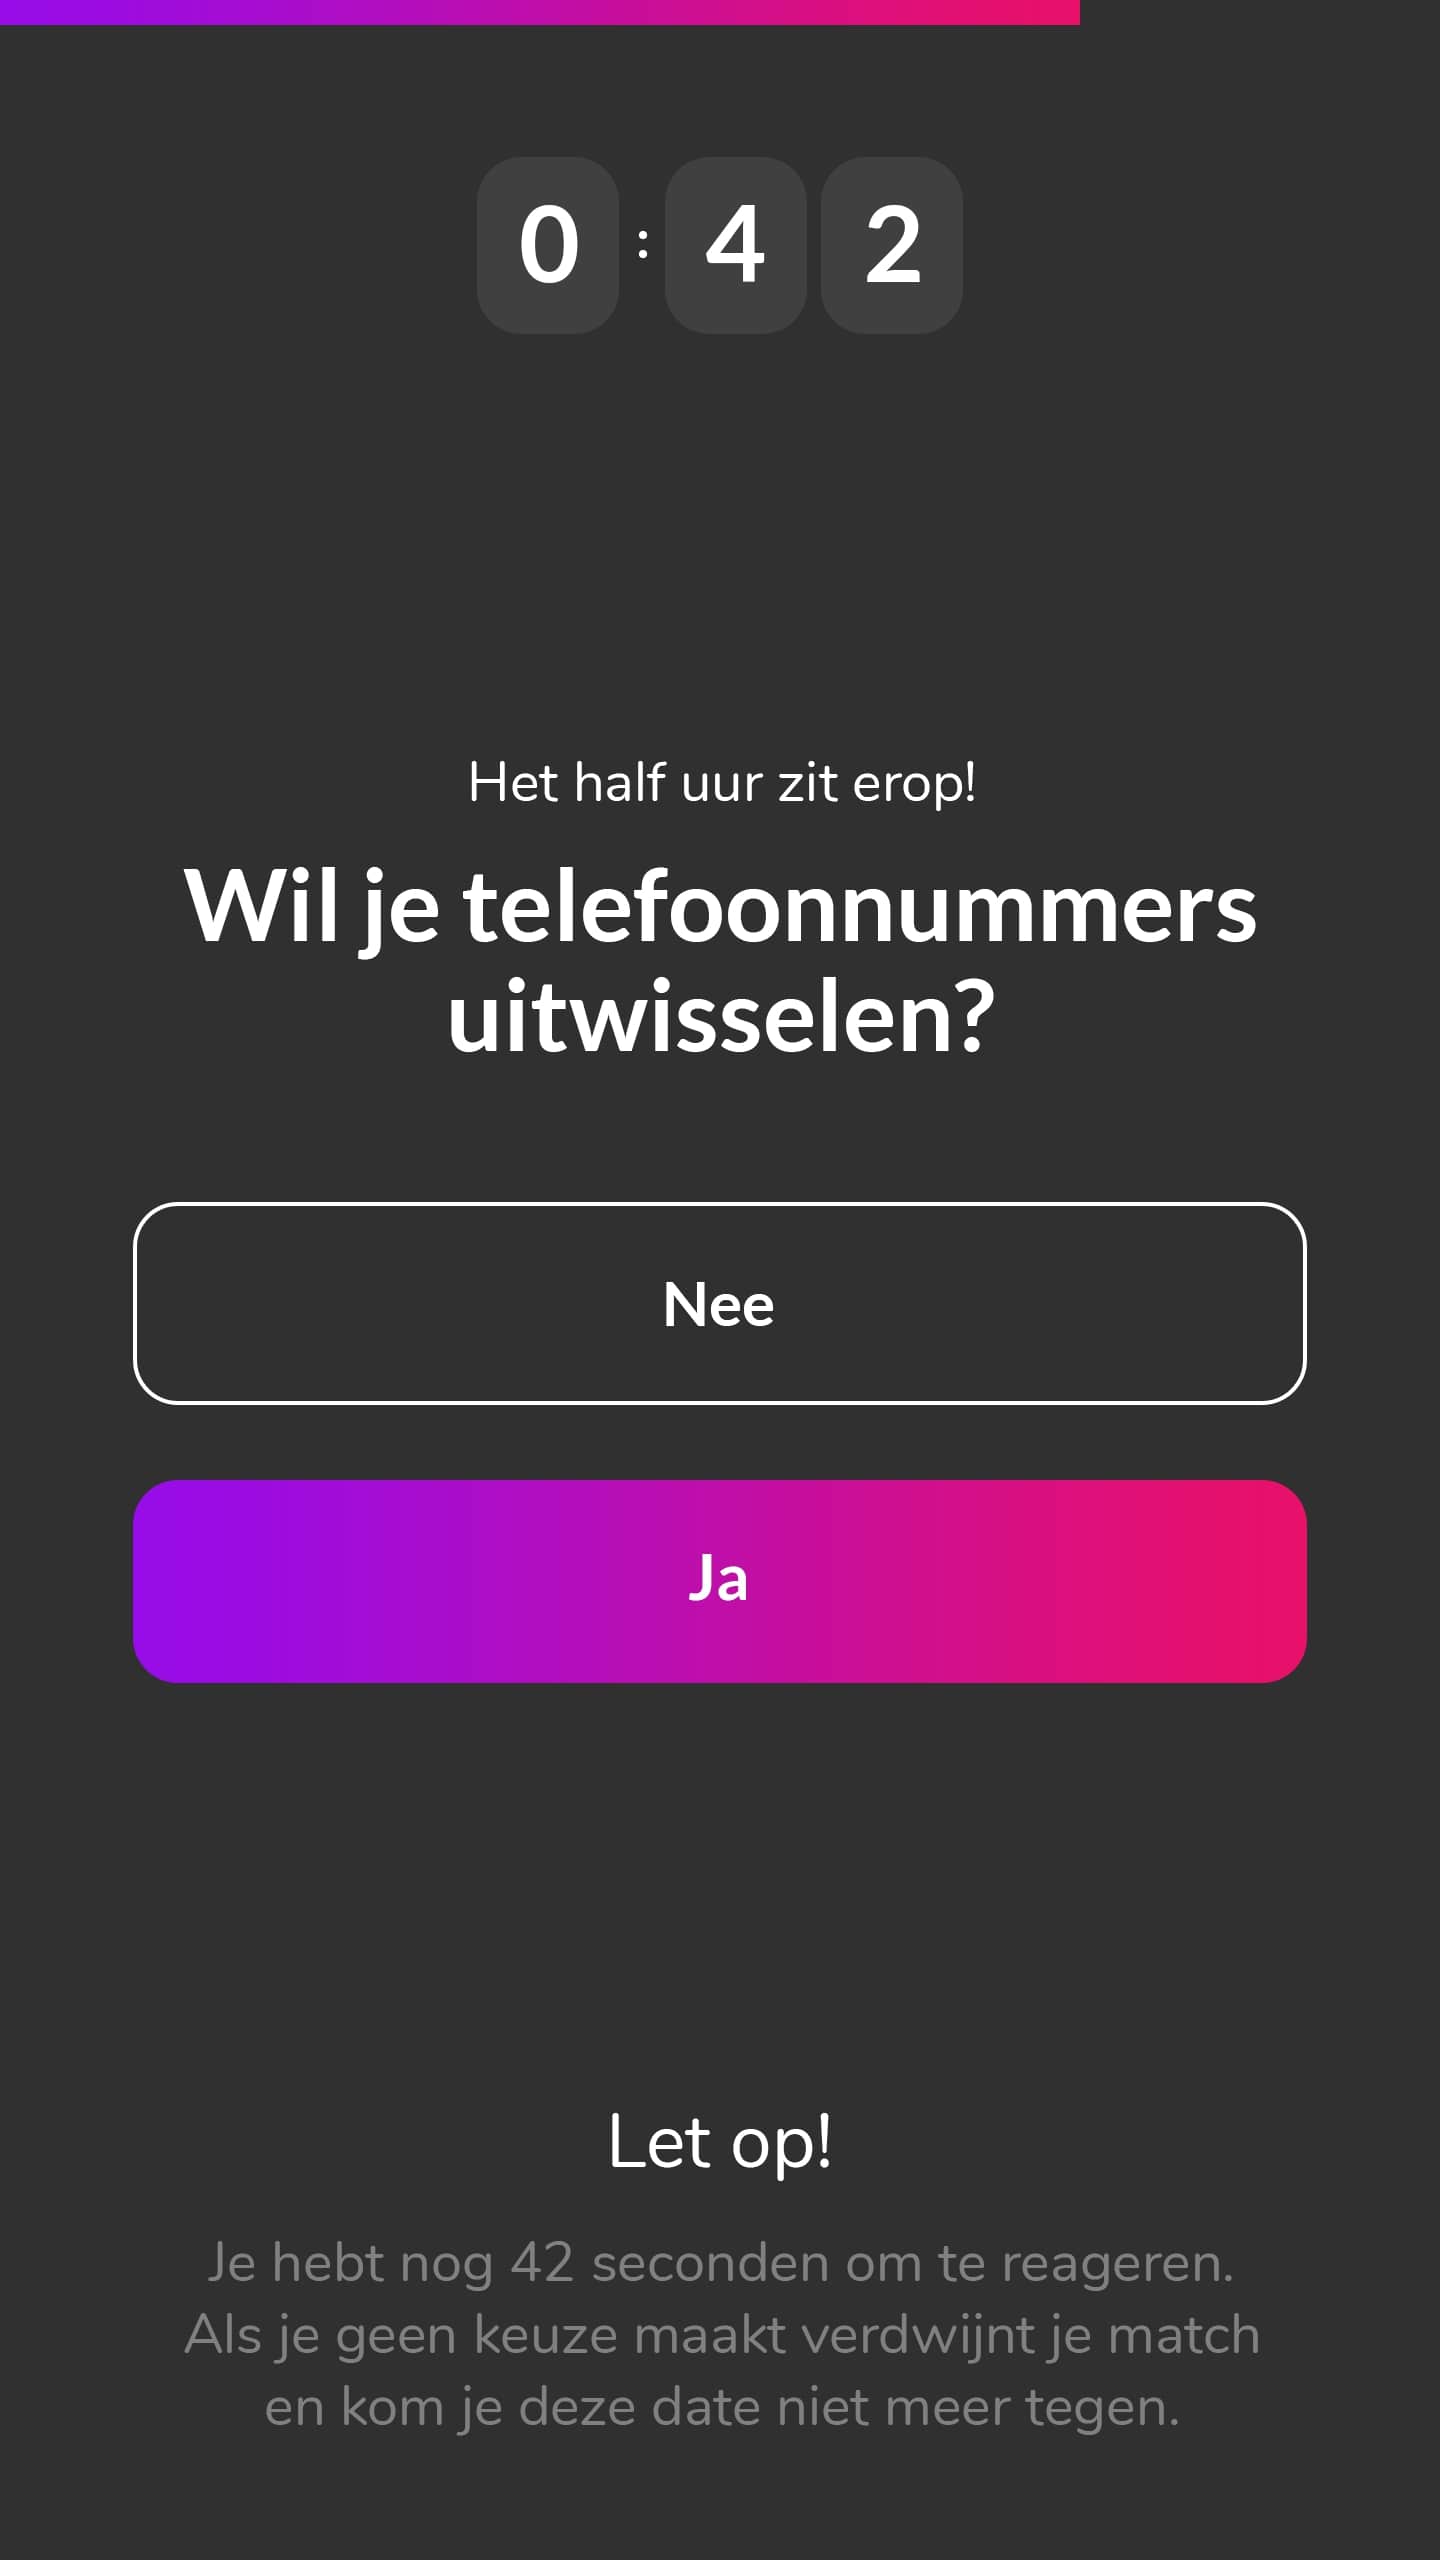 0:42
Het half uur zit erop!
Wil je telefoonnummers
uitwisselen?
Nee
Ja
Let op!
Je hebt nog 42 seconden om te reageren.
Als je geen keuze maakt verdwijnt je match
en kom je deze date niet meer tegen.